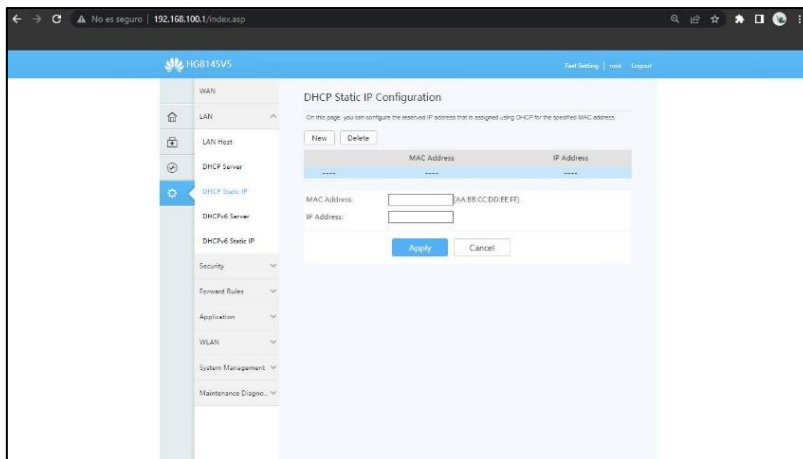 No es seguro | 192.168.100.1/index.asp
HG8145V5
Fast Setting | root Logout
WAN
LAN
LAN Host
DHCP Server
DHCP Static IP
DHCPv6 Server
DHCPv6 Static IP
Security
Forward Rules
Application
WLAN
System Management
Maintenance Diagno..
DHCP Static IP Configuration
On this page, you can configure the reserved IP address that is assigned using DHCP for the specified MAC address.
New Delete
MAC Address IP Address
---- ---- ----
MAC Address: (AA:BB:CC:DD:EE:FF)
IP Address:
Apply Cancel